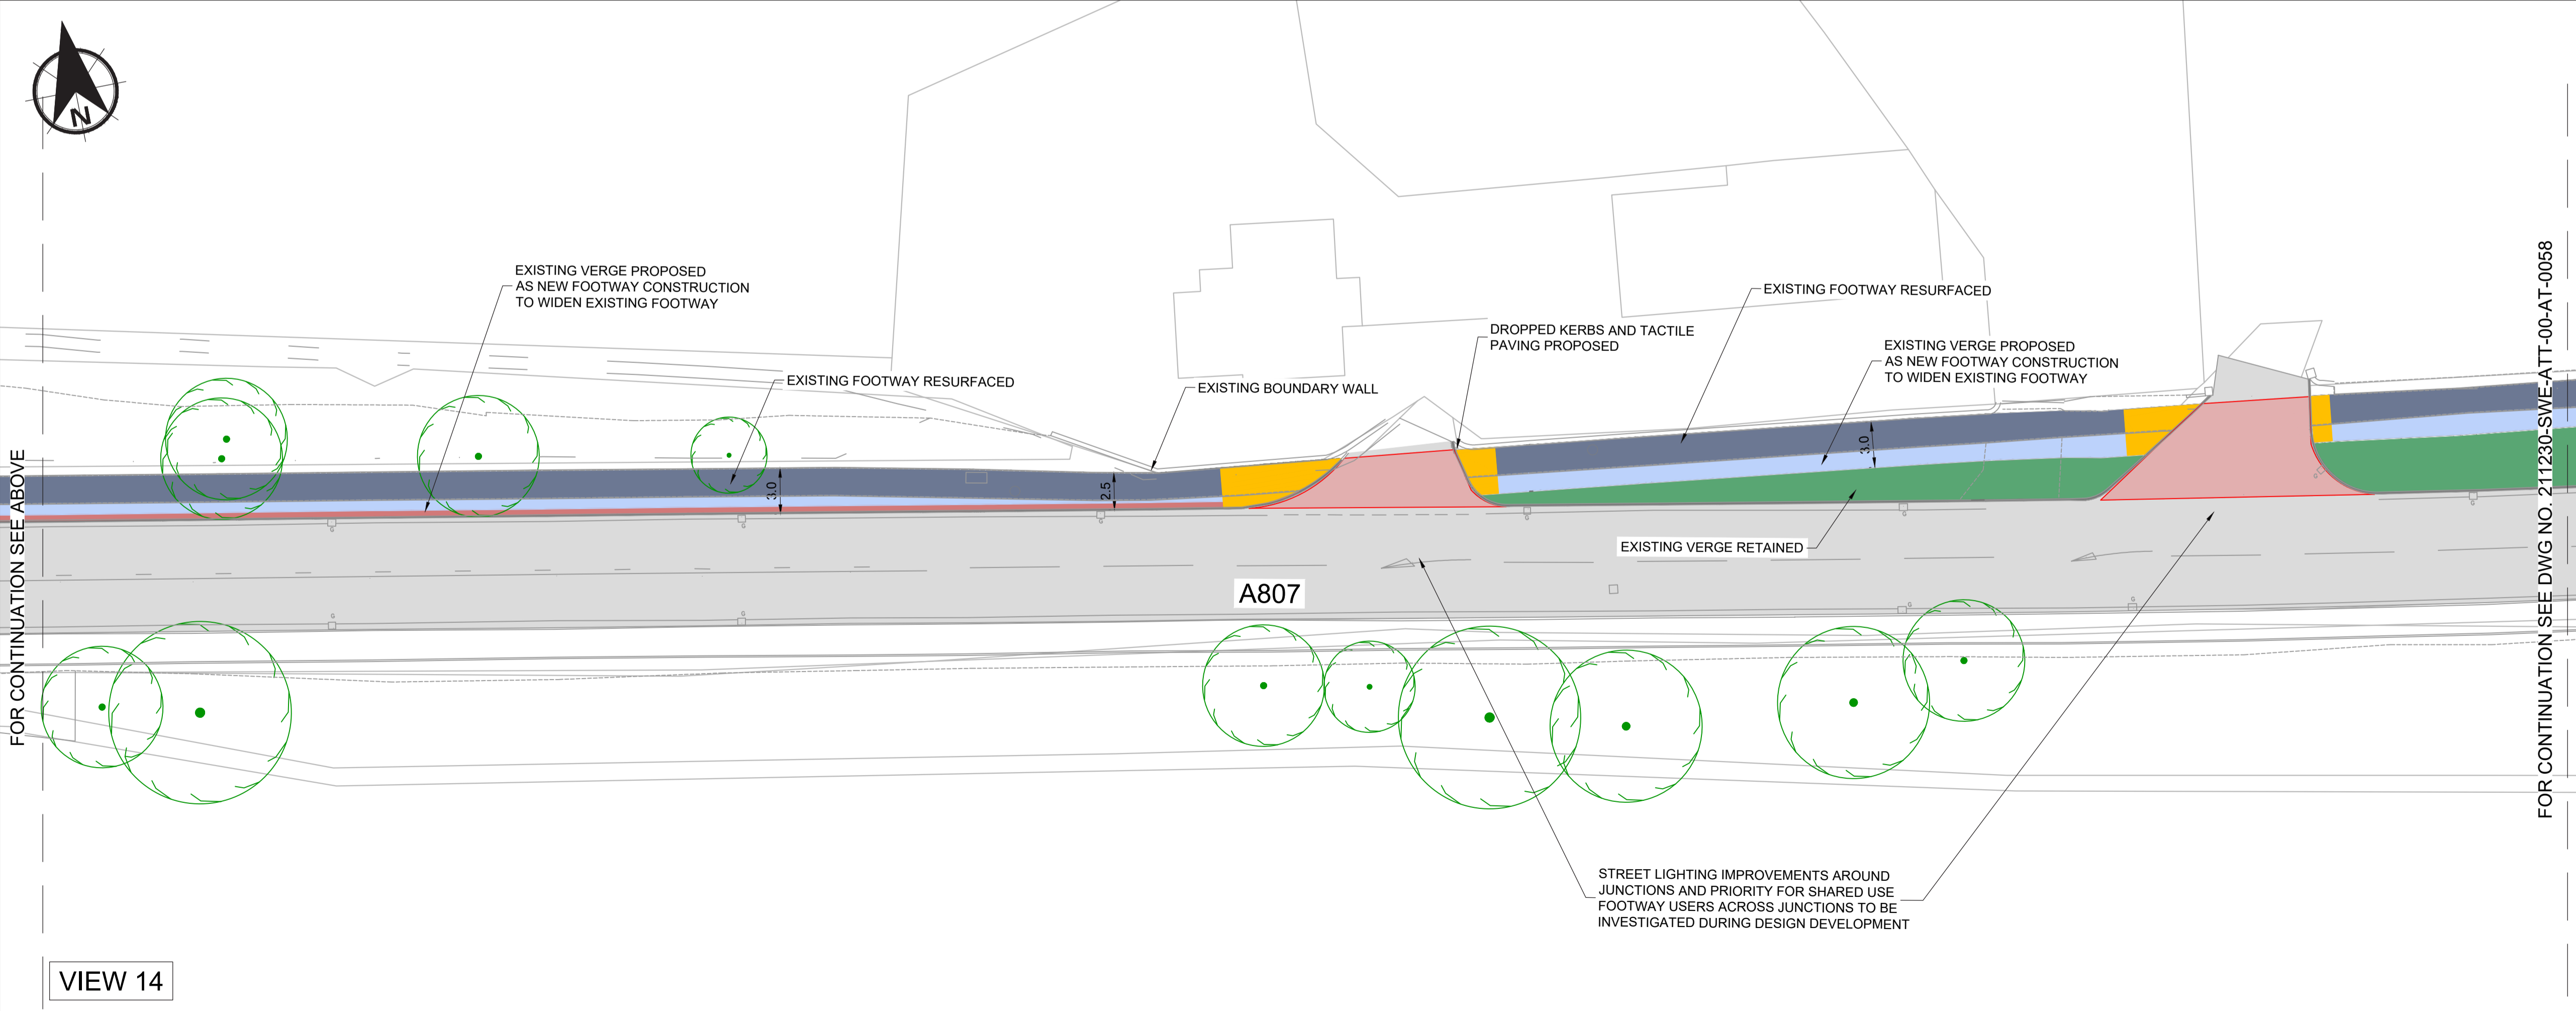 N
EXISTING VERGE PROPOSED
AS NEW FOOTWAY CONSTRUCTION
TO WIDEN EXISTING FOOTWAY
EXISTING FOOTWAY RESURFACED
EXISTING BOUNDARY WALL
DROPPED KERBS AND TACTILE
PAVING PROPOSED
EXISTING FOOTWAY RESURFACED
EXISTING VERGE PROPOSED
AS NEW FOOTWAY CONSTRUCTION
TO WIDEN EXISTING FOOTWAY
3.0
2.5
3.0
EXISTING VERGE RETAINED
A807
STREET LIGHTING IMPROVEMENTS AROUND
JUNCTIONS AND PRIORITY FOR SHARED USE
FOOTWAY USERS ACROSS JUNCTIONS TO BE
INVESTIGATED DURING DESIGN DEVELOPMENT
FOR CONTINUATION SEE ABOVE
FOR CONTINUATION SEE DWG NO. 211230-SWE-ATT-00-AT-0058
VIEW 14